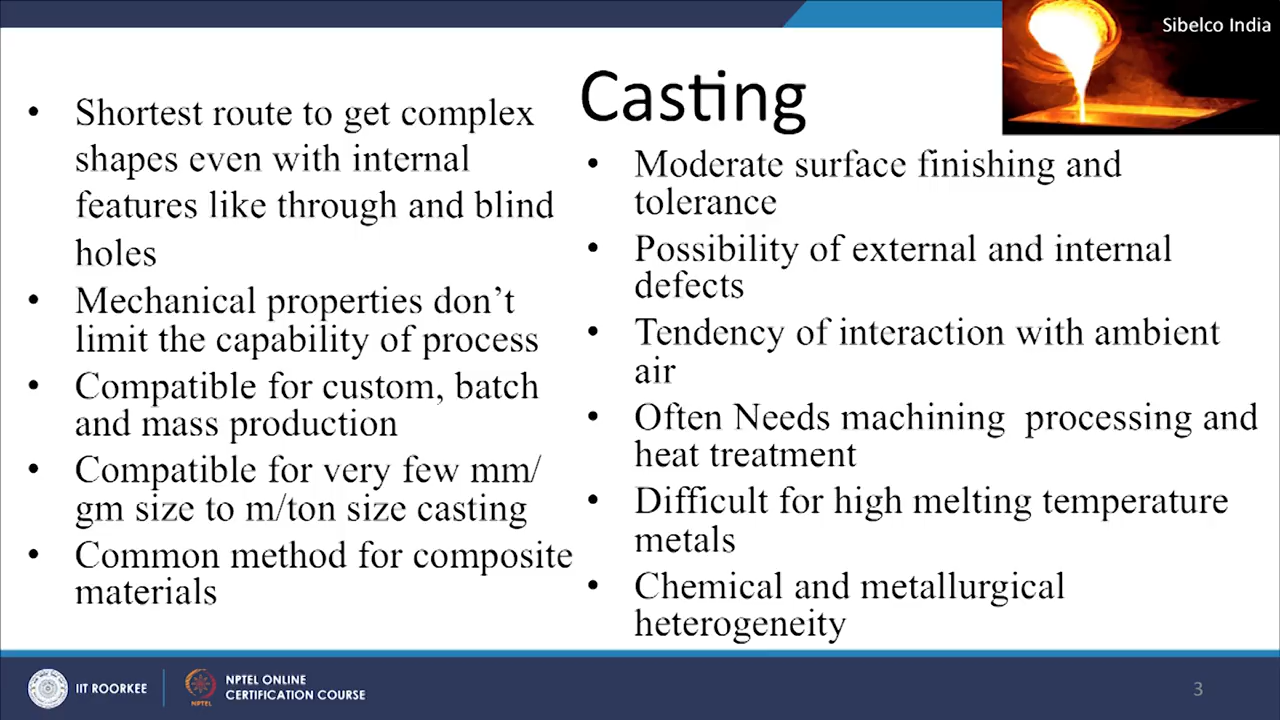 Sibelco India
Casting
• Shortest route to get complex
shapes even with internal
features like through and blind
holes
• Mechanical properties don’t
limit the capability of process
• Compatible for custom, batch
and mass production
• Compatible for very few mm/
gm size to m/ton size casting
• Common method for composite
materials
• Moderate surface finishing and
tolerance
• Possibility of external and internal
defects
• Tendency of interaction with ambient
air
• Often Needs machining  processing and
heat treatment
• Difficult for high melting temperature
metals
• Chemical and metallurgical
heterogeneity
IIT ROORKEE
NPTEL
NPTEL ONLINE
CERTIFICATION COURSE
3